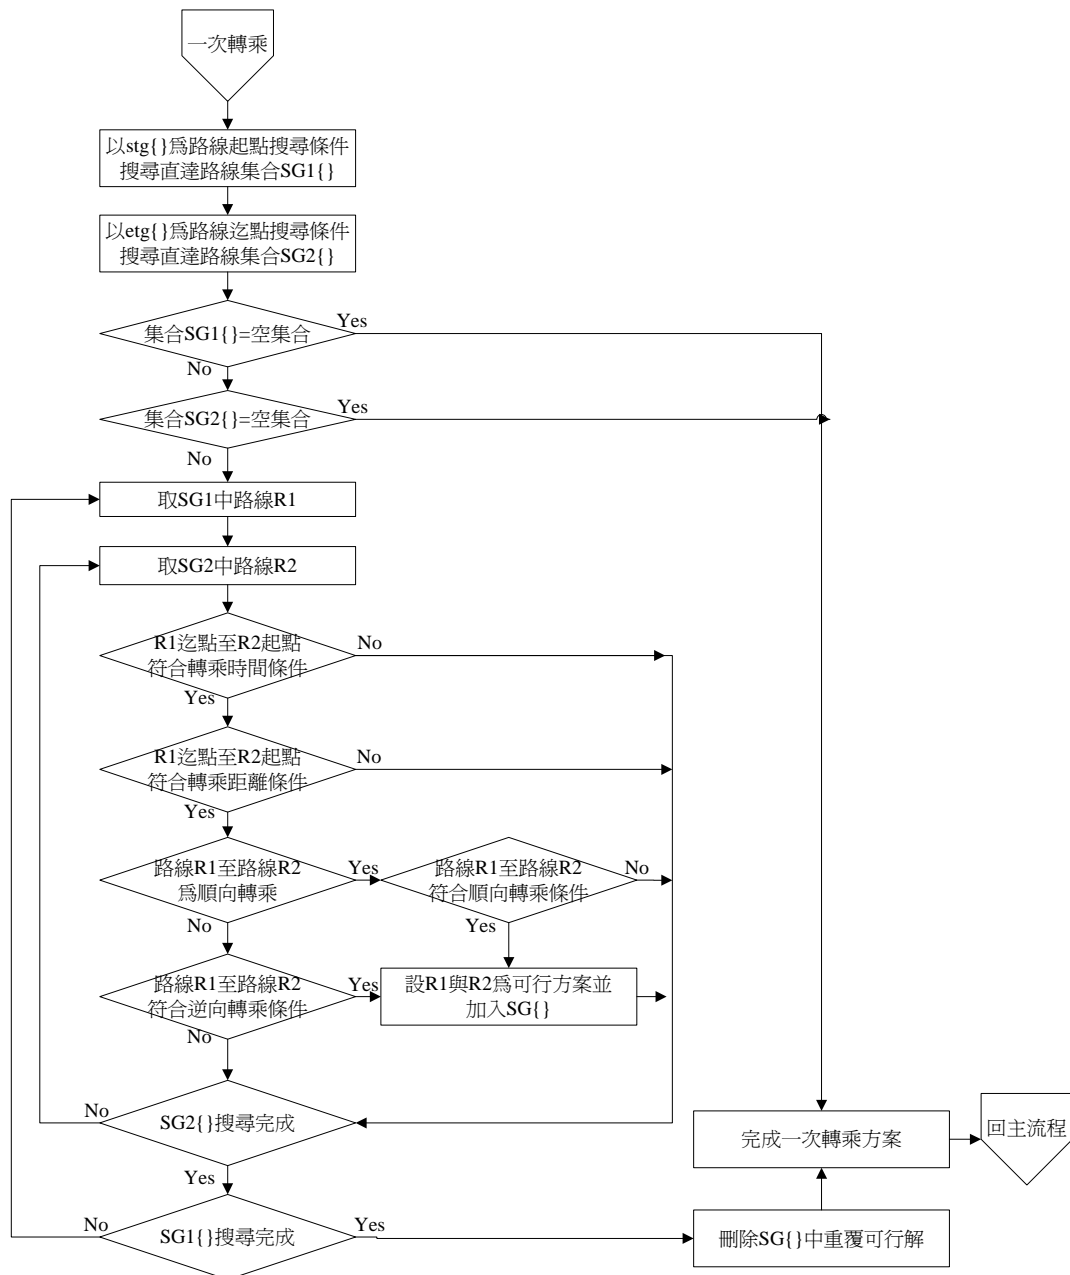 一次轉乘
以stg{}爲路線起點搜尋條件
搜尋直達路線集合SG1{}
以etg{}爲路線迄點搜尋條件
搜尋直達路線集合SG2{}
集合SG1{}=空集合
Yes
No
集合SG2{}=空集合
Yes
No
取SG1中路線R1
取SG2中路線R2
R1迄點至R2起點
符合轉乘時間條件
No
Yes
R1迄點至R2起點
符合轉乘距離條件
No
Yes
路線R1至路線R2
爲順向轉乘
Yes
No
路線R1至路線R2
符合順向轉乘條件
No
Yes
路線R1至路線R2
符合逆向轉乘條件
Yes
No
設R1與R2爲可行方案並
加入SG{}
SG2{}搜尋完成
No
Yes
SG1{}搜尋完成
No
Yes
刪除SG{}中重覆可行解
完成一次轉乘方案
回主流程